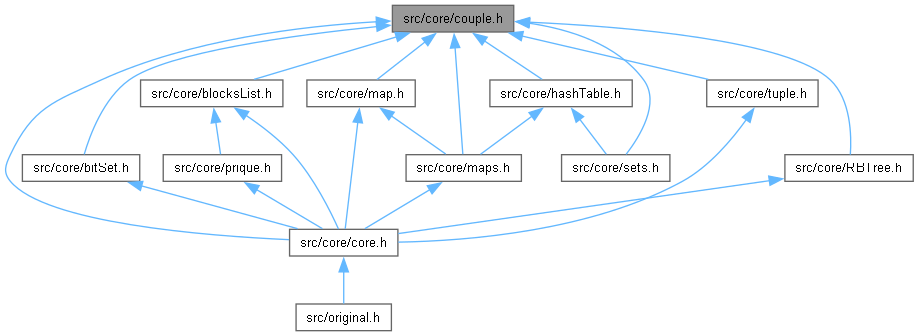 src/core/couple.h
src/core/blocksList.h
src/core/map.h
src/core/hashTable.h
src/core/tuple.h
src/core/bitSet.h
src/core/prique.h
src/core/maps.h
src/core/sets.h
src/core/RBTree.h
src/core/core.h
src/original.h